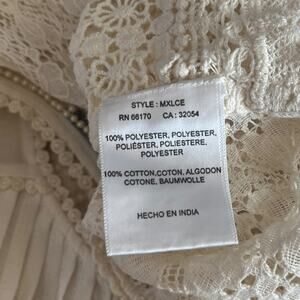 STYLE : MXLCE
RN 66170 CA : 32054
100% POLYESTER, POLYESTER,
POLIÉSTER, POLIESTERE,
POLYESTER
100% COTTON,COTON, ALGODON
COTONE, BAUMWOLLE
HECHO EN INDIA